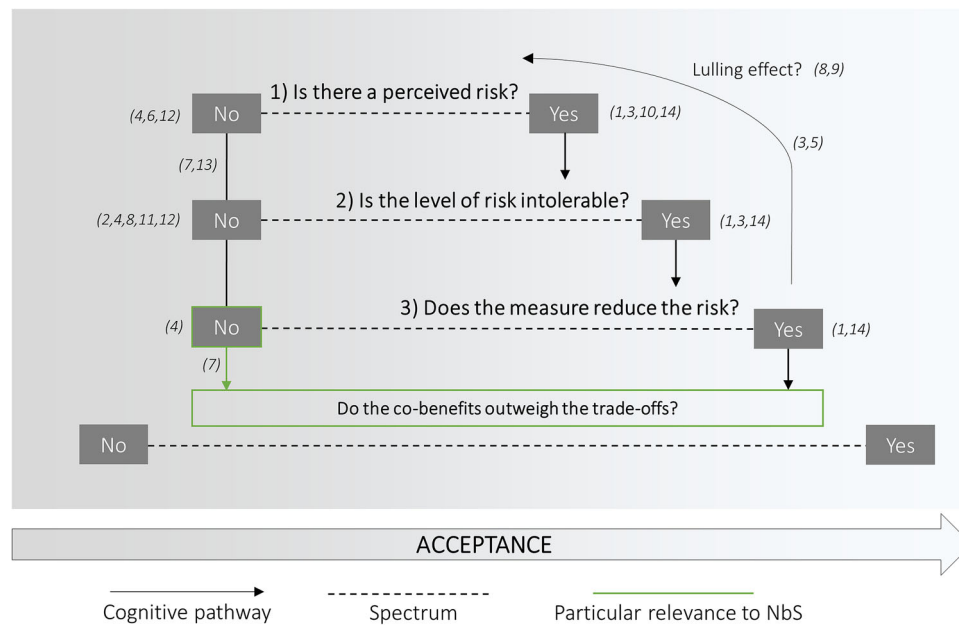 Lulling effect? (8,9)
1) Is there a perceived risk?
(4,6,12) No Yes (1,3,10,14)
(3,5)
(7,13)
2) Is the level of risk intolerable?
(2,4,8,11,12) No Yes (1,3,14)
3) Does the measure reduce the risk?
(4) No Yes (1,14)
(7)
Do the co-benefits outweigh the trade-offs?
No Yes
ACCEPTANCE
Cognitive pathway Spectrum Particular relevance to NbS